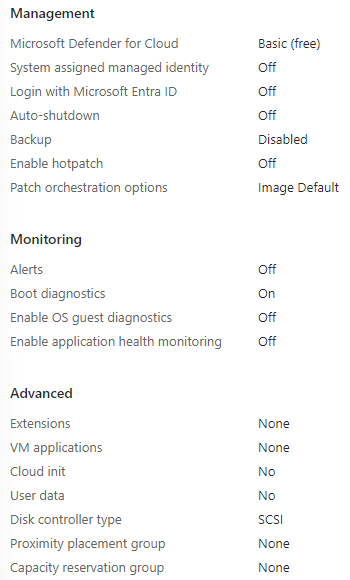 Management
Microsoft Defender for Cloud Basic (free)
System assigned managed identity Off
Login with Microsoft Entra ID Off
Auto-shutdown Off
Backup Disabled
Enable hotpatch Off
Patch orchestration options Image Default
Monitoring
Alerts Off
Boot diagnostics On
Enable OS guest diagnostics Off
Enable application health monitoring Off
Advanced
Extensions None
VM applications None
Cloud init No
User data No
Disk controller type SCSI
Proximity placement group None
Capacity reservation group None